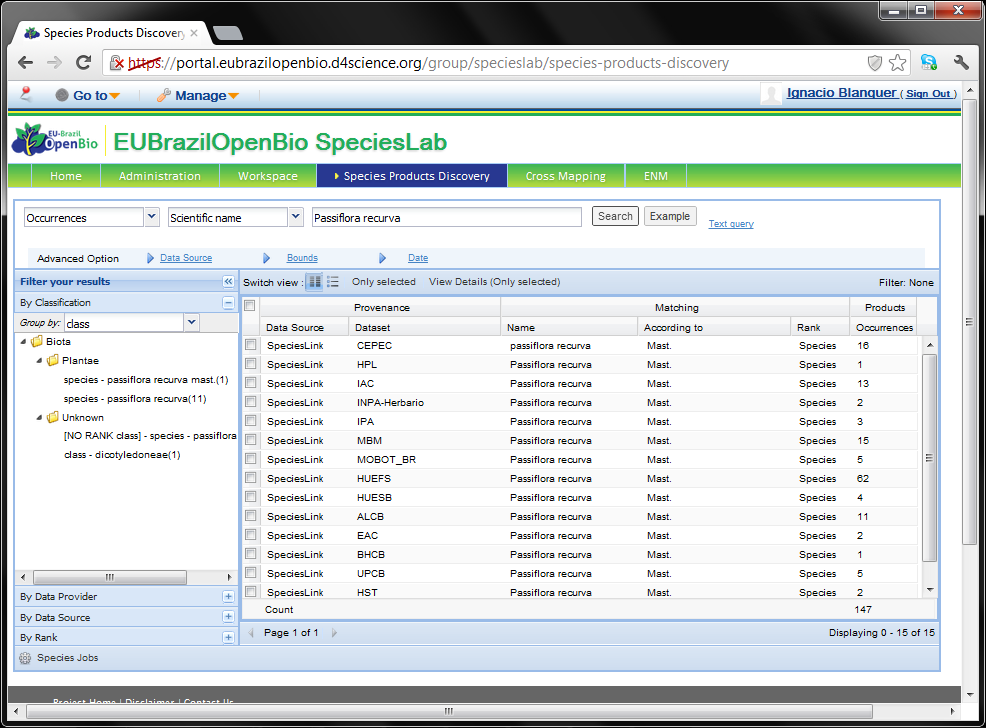 Species Products Discovery
https://portal.eubrazilopenbio.d4science.org/group/specieslab/species-products-discovery
Go to Manage Ignacio Blanquer ( Sign Out )
EU-Brazil
OpenBio
EUBrazilOpenBio SpeciesLab
Home Administration Workspace Species Products Discovery Cross Mapping ENM
Occurrences Scientific name Passiflora recurva Search Example Text query
Advanced Option Data Source Bounds Date
Filter your results Switch view : Only selected View Details (Only selected) Filter: None
By Classification
Group by: class
Biota
Plantae
species - passiflora recurva mast.(1)
species - passiflora recurva(11)
Unknown
[NO RANK class] - species - passiflora
class - dicotyledoneae(1)
By Data Provider
By Data Source
By Rank
Species Jobs
Provenance Matching Products
Data Source Dataset Name According to Rank Occurrences
SpeciesLink CEPEC passiflora recurva Mast. Species 16
SpeciesLink HPL Passiflora recurva Mast. Species 1
SpeciesLink IAC Passiflora recurva Mast. Species 13
SpeciesLink INPA-Herbario Passiflora recurva Mast. Species 2
SpeciesLink IPA Passiflora recurva Mast. Species 3
SpeciesLink MBM Passiflora recurva Mast. Species 15
SpeciesLink MOBOT_BR Passiflora recurva Mast. Species 5
SpeciesLink HUEFS Passiflora recurva Mast. Species 62
SpeciesLink HUESB Passiflora recurva Mast. Species 4
SpeciesLink ALCB Passiflora recurva Mast. Species 11
SpeciesLink EAC Passiflora recurva Mast. Species 2
SpeciesLink BHCB Passiflora recurva Mast. Species 1
SpeciesLink UPCB Passiflora recurva Mast. Species 5
SpeciesLink HST Passiflora recurva Mast. Species 2
Count 147
Page 1 of 1 Displaying 0 - 15 of 15
Project Home | Disclaimer | Contact Us